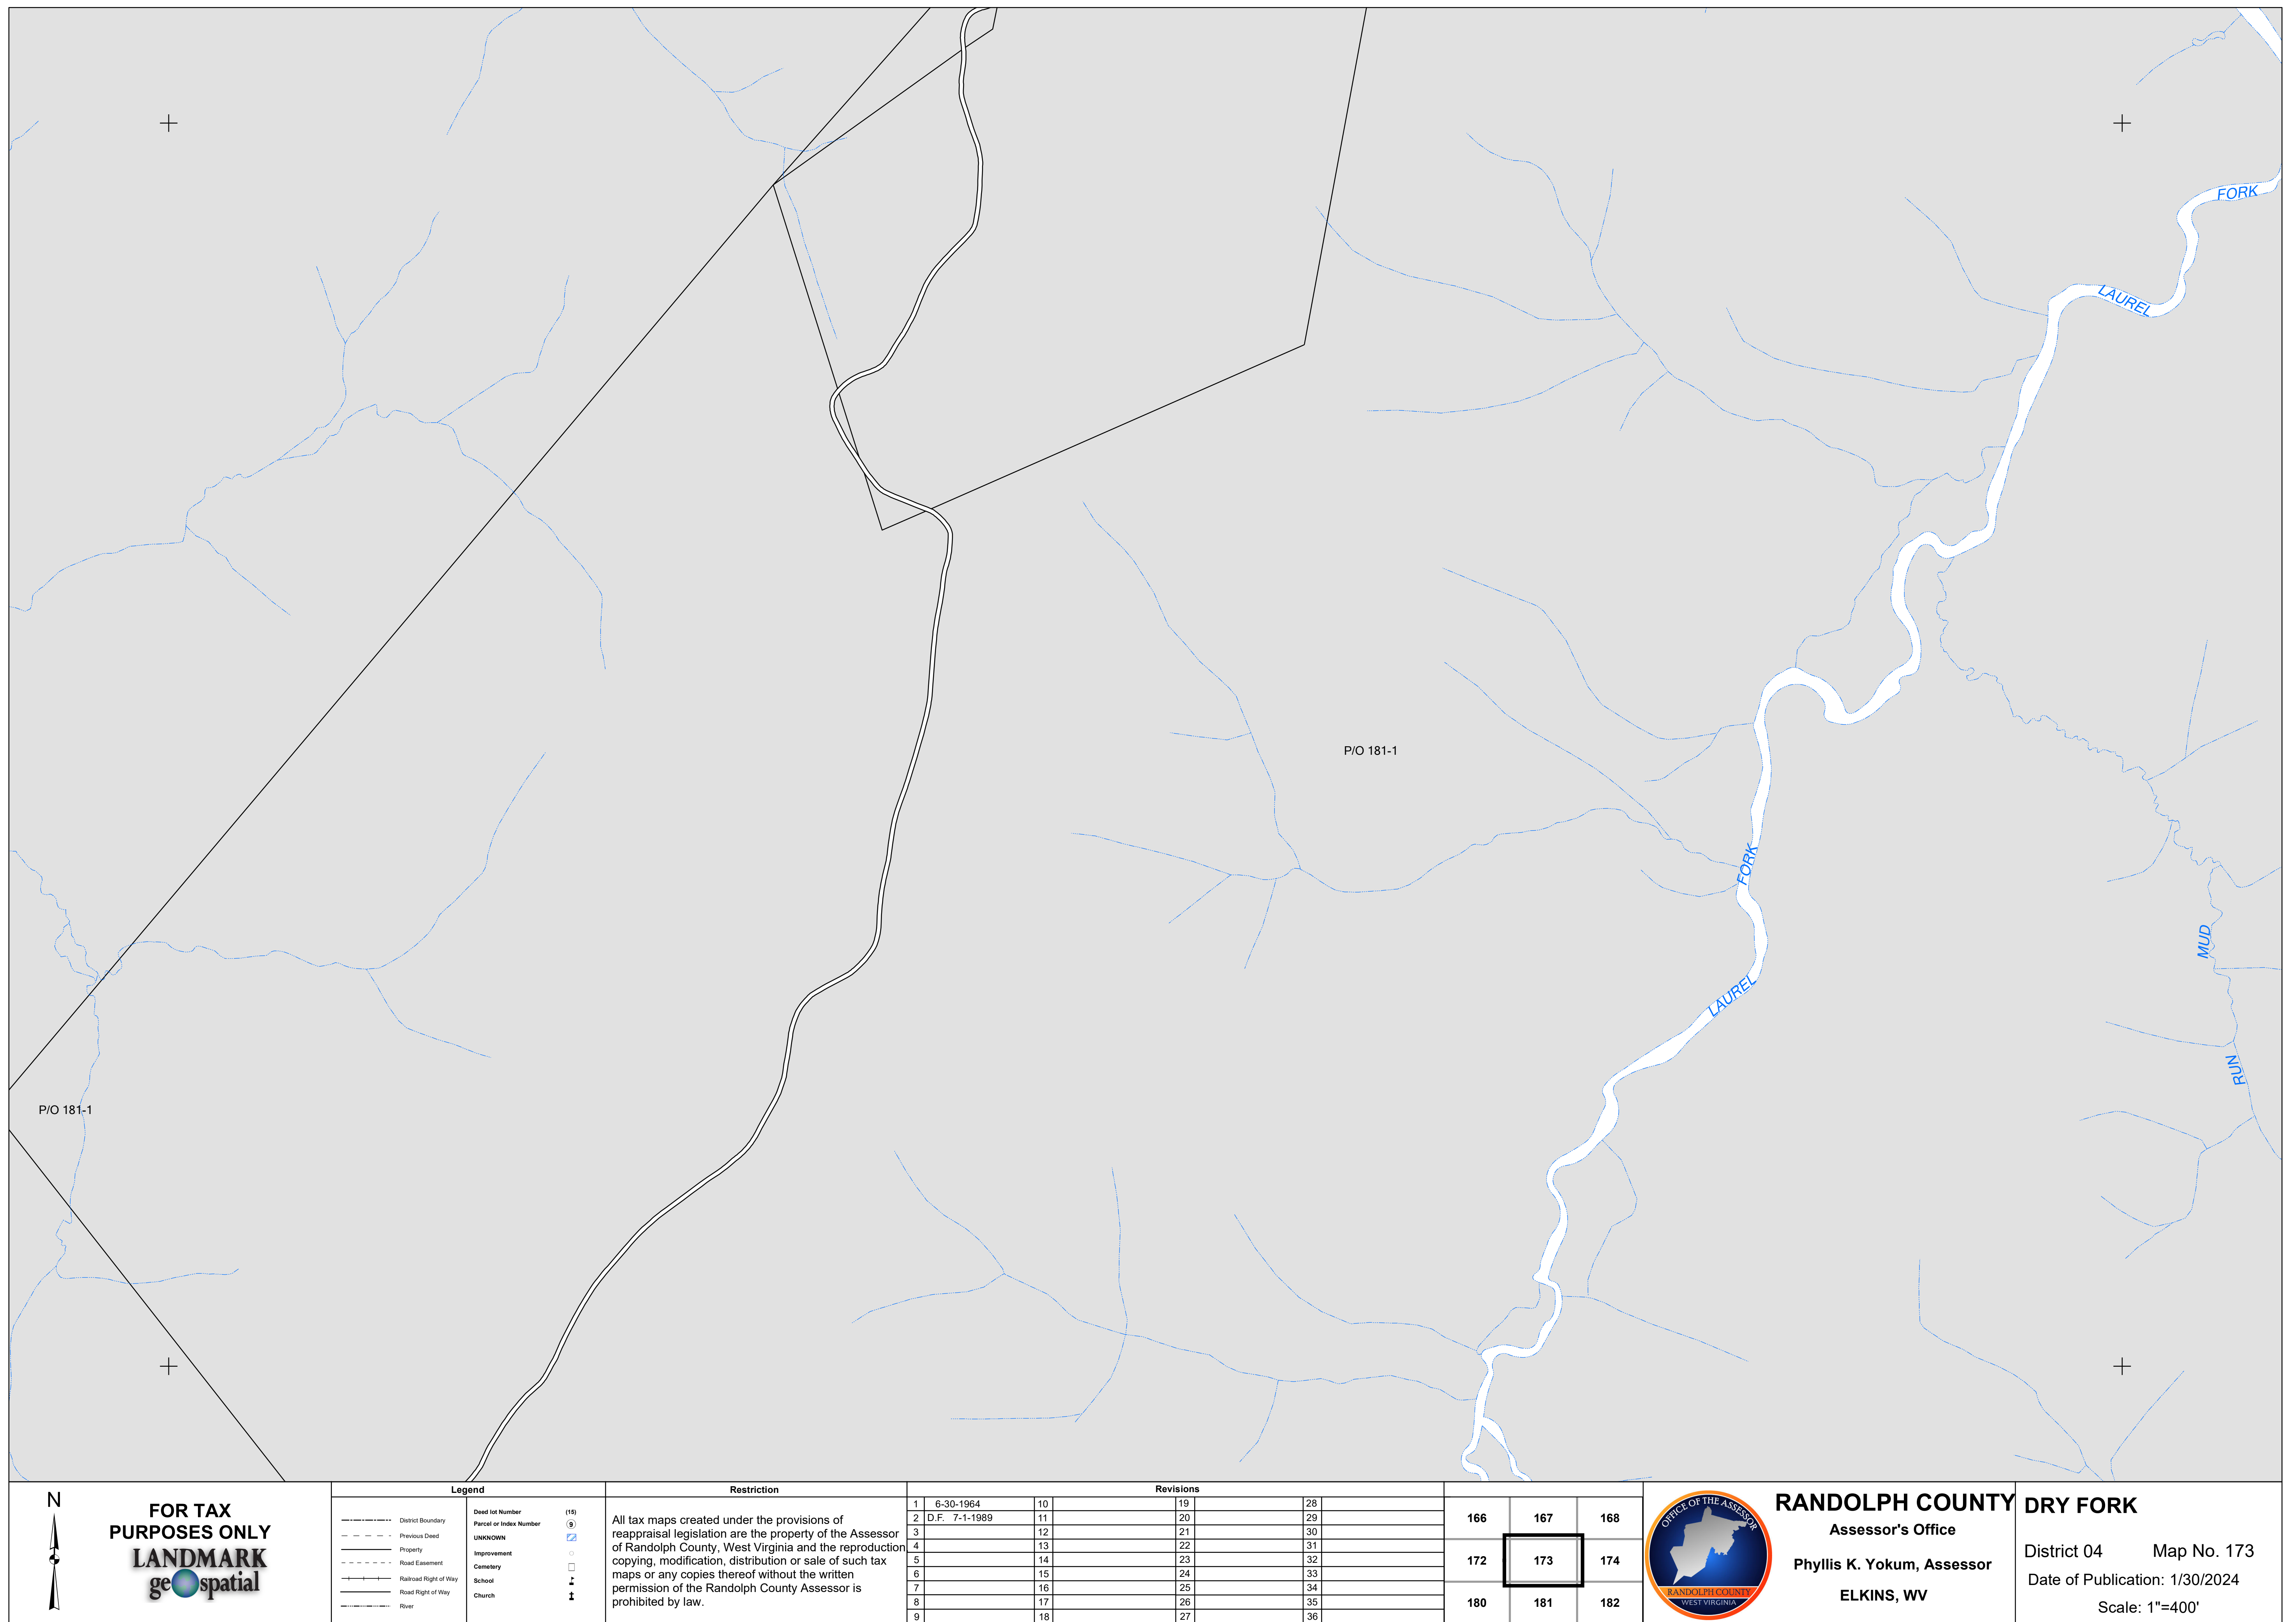 FORK
LAUREL
P/O 181-1
FORK
MUD
LAUREL
RUN
P/O 181-1
N
FOR TAX
PURPOSES ONLY
LANDMARK
geospatial
Legend
District Boundary
Previous Deed
Property
Road Easement
Railroad Right of Way
Road Right of Way
River
Deed lot Number (15)
Parcel or Index Number 9
UNKNOWN
Improvement
Cemetery
School
Church
Restriction
All tax maps created under the provisions of
reappraisal legislation are the property of the Assessor
of Randolph County, West Virginia and the reproduction,
copying, modification, distribution or sale of such tax
maps or any copies thereof without the written
permission of the Randolph County Assessor is
prohibited by law.
Revisions
1 6-30-1964 10 19 28
2 D.F. 7-1-1989 11 20 29
3 12 21 30
4 13 22 31
5 14 23 32
6 15 24 33
7 16 25 34
8 17 26 35
9 18 27 36
166 167 168
172 173 174
180 181 182
OFFICE OF THE ASSESSOR
RANDOLPH COUNTY
WEST VIRGINIA
RANDOLPH COUNTY
Assessor's Office
Phyllis K. Yokum, Assessor
ELKINS, WV
DRY FORK
District 04 Map No. 173
Date of Publication: 1/30/2024
Scale: 1"=400'